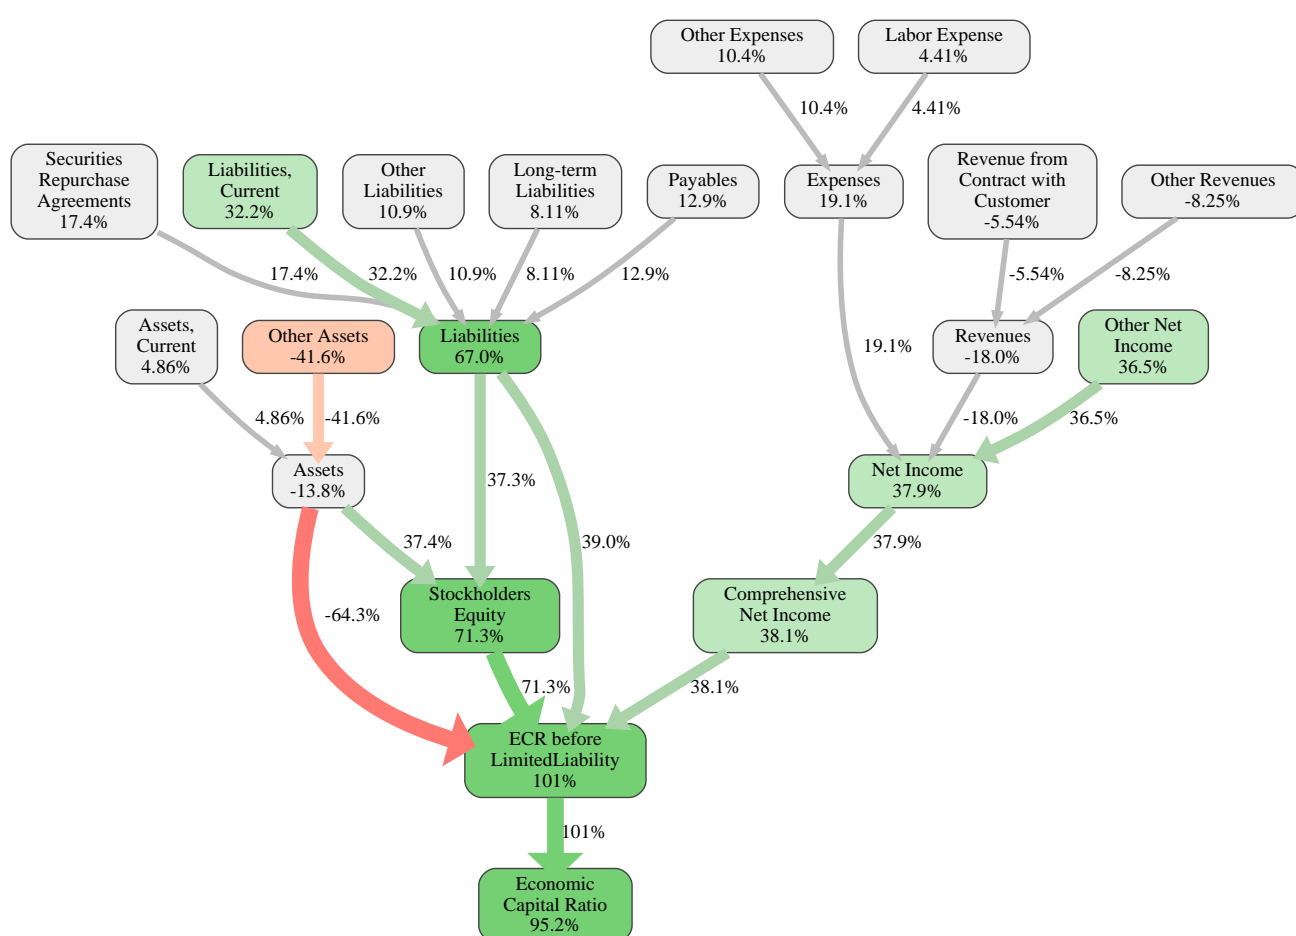 Other Expenses
10.4%
Labor Expense
4.41%
10.4%
4.41%
Securities
Repurchase
Agreements
17.4%
Liabilities,
Current
32.2%
Other
Liabilities
10.9%
Long-term
Liabilities
8.11%
Payables
12.9%
Expenses
19.1%
Revenue from
Contract with
Customer
-5.54%
Other Revenues
-8.25%
17.4%
32.2%
10.9%
8.11%
12.9%
-5.54%
-8.25%
Assets,
Current
4.86%
Other Assets
-41.6%
Liabilities
67.0%
19.1%
Revenues
-18.0%
Other Net
Income
36.5%
4.86%
-41.6%
-18.0%
36.5%
Assets
-13.8%
37.3%
Net Income
37.9%
37.4%
39.0%
37.9%
Stockholders
Equity
71.3%
Comprehensive
Net Income
38.1%
-64.3%
71.3%
38.1%
ECR before
LimitedLiability
101%
101%
Economic
Capital Ratio
95.2%